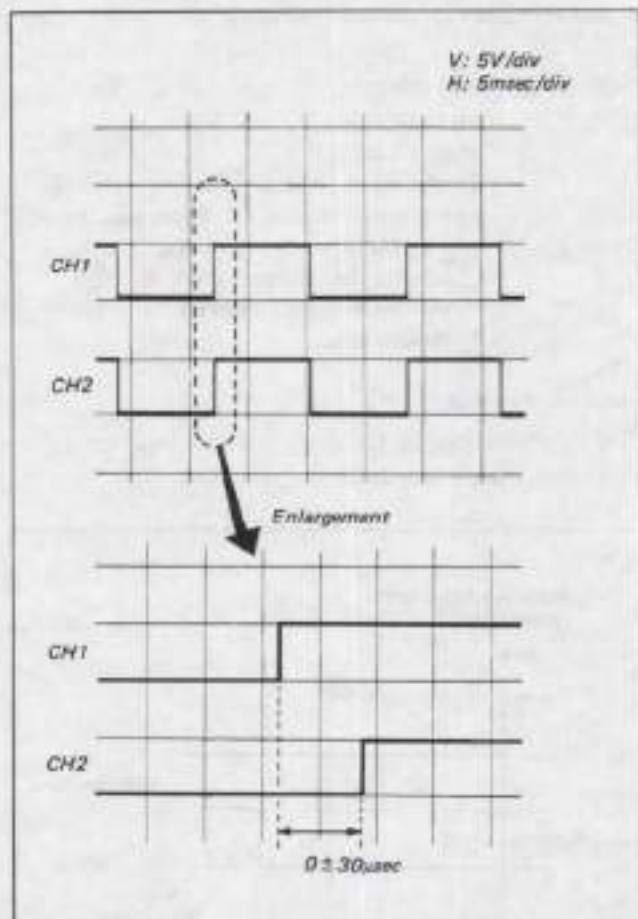 V: 5V/div
H: 5msec/div
CH1
CH2
Enlargement
CH1
CH2
0 ± 30µsec